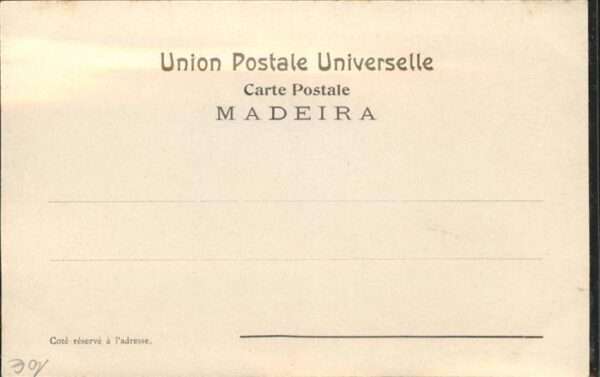 Union Postale Universelle
Carte Postale
MADEIRA
Coté réservé à l'adresse.